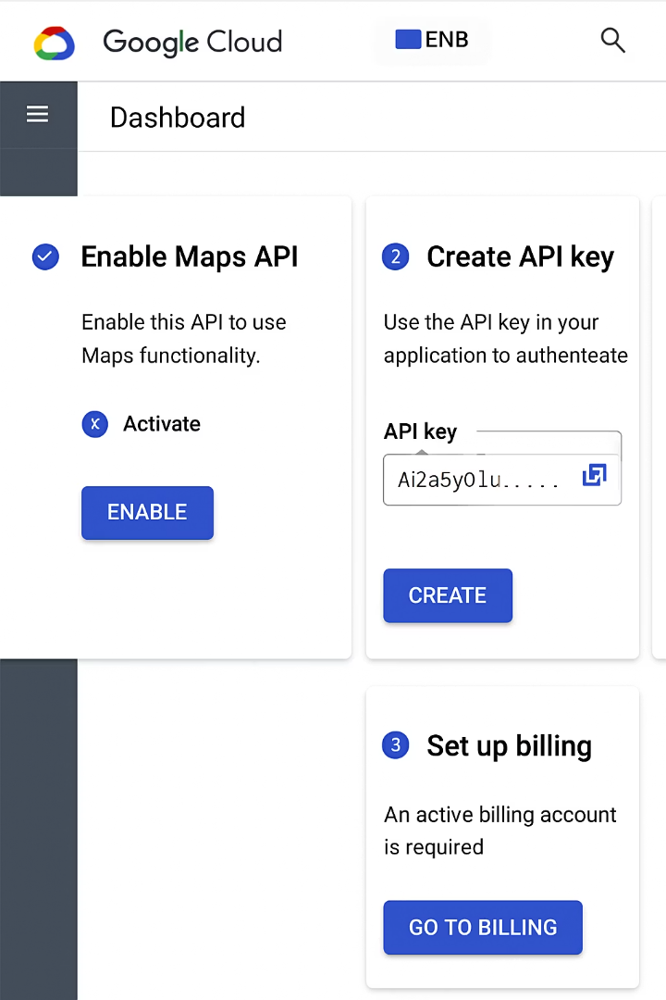 Google Cloud
ENB
Dashboard
Enable Maps API
Enable this API to use
Maps functionality.
x Activate
ENABLE
2 Create API key
Use the API key in your
application to authenteate
API key
Ai2a5y0lu.....
CREATE
3 Set up billing
An active billing account
is required
GO TO BILLING